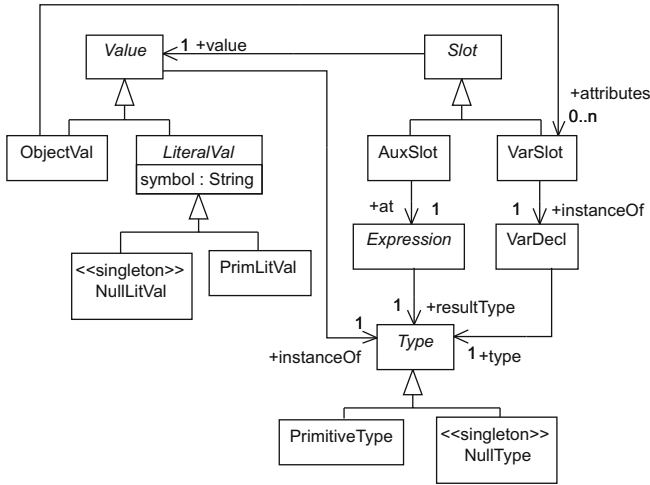 Value
1 +value
Slot
+attributes
0..n
ObjectVal
LiteralVal
symbol : String
AuxSlot
VarSlot
+at
1
1
+instanceOf
<<singleton>>
NullLitVal
PrimLitVal
Expression
VarDecl
1
+resultType
1
+instanceOf
Type
1
+type
PrimitiveType
<<singleton>>
NullType